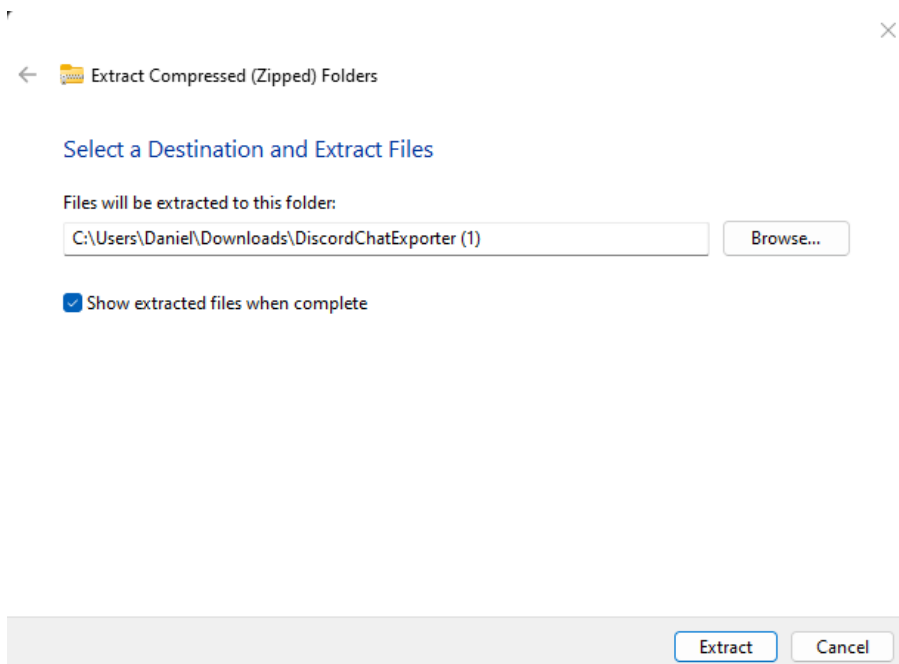 Extract Compressed (Zipped) Folders
Select a Destination and Extract Files
Files will be extracted to this folder:
C:\Users\Daniel\Downloads\DiscordChatExporter (1)
Browse...
Show extracted files when complete
Extract
Cancel